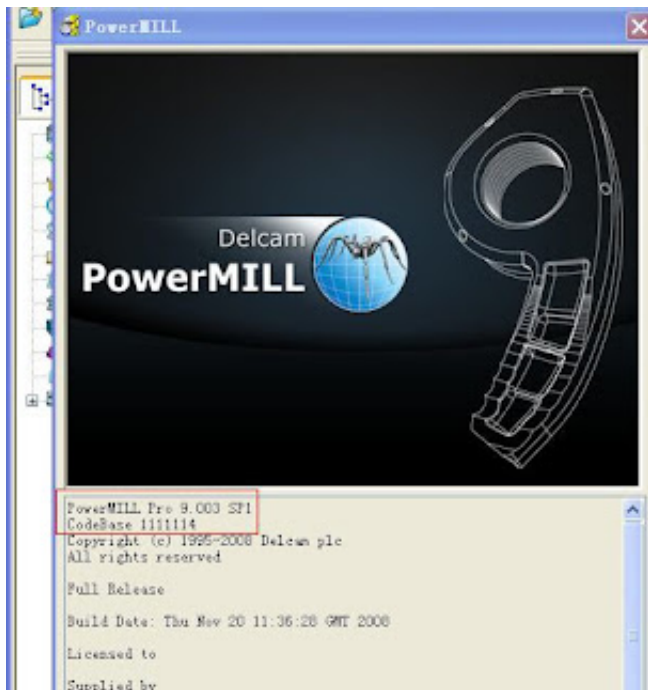 PowerMILL
Delcam
PowerMILL
PowerMILL Pro 9.003 SP1
CodeBase 1111114
Copyright (c) 1995-2008 Delcam plc
All rights reserved
Full Release
Build Date: Thu Nov 20 11:36:28 GMT 2008
Licensed to
Supplied by